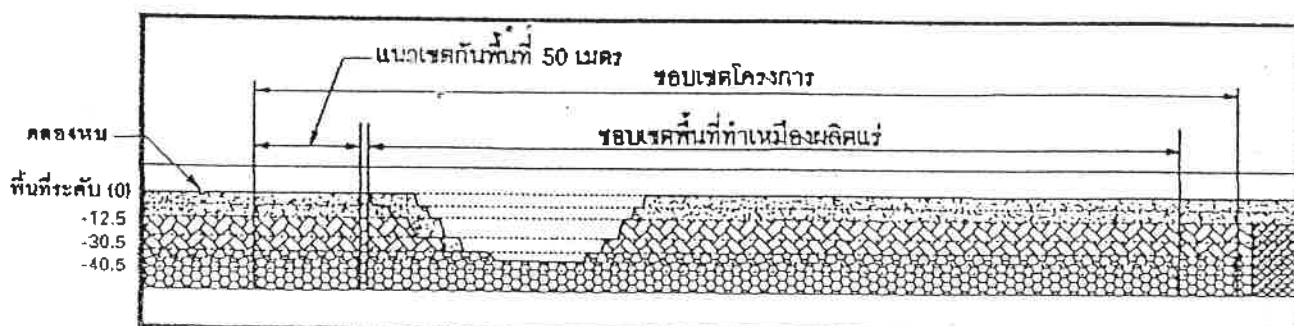 แนวเขตกันพื้นที่ 50 เมตร
ขอบเขตโครงการ
คลองหิน
ขอบเขตพื้นที่ทำเหมืองผลิตแร่
พื้นที่ระดับ (0)
-12.5
-30.5
-40.5